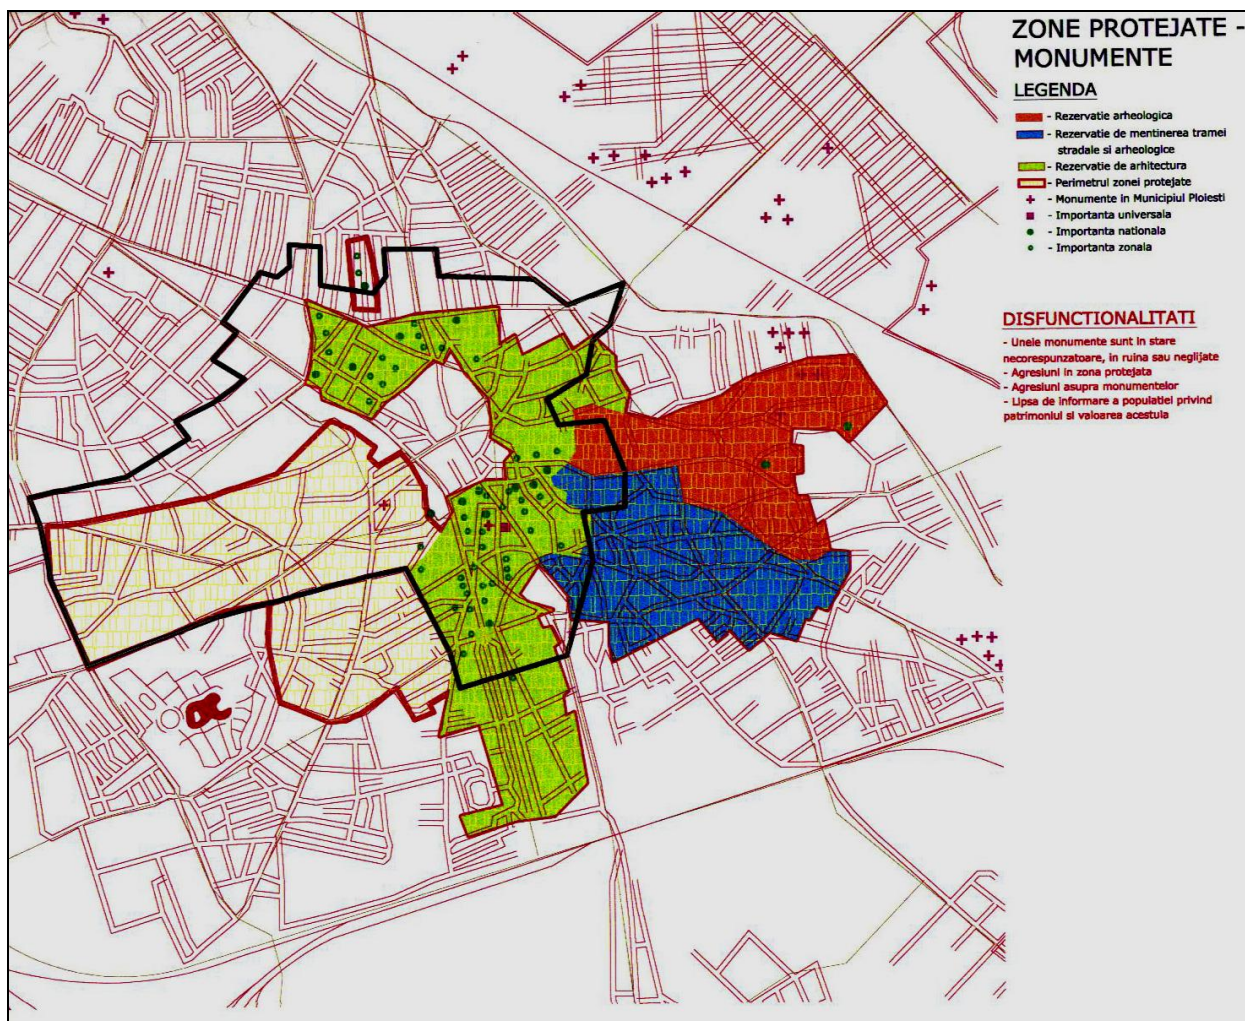 ZONE PROTEJATE -
MONUMENTE
LEGENDA
- Rezervatie arheologica
- Rezervatie de mentinerea tramei
stradale si arheologice
- Rezervatie de arhitectura
- Perimetrul zonei protejate
- Monumente in Municipiul Ploiesti
- Importanta universala
- Importanta nationala
- Importanta zonala
DISFUNCTIONALITATI
- Unele monumente sunt in stare
necorespunzatoare, in ruina sau neglijate
- Agresiuni in zona protejata
- Agresiuni asupra monumentelor
- Lipsa de informare a populatiei privind
patrimoniul si valoarea acestuia